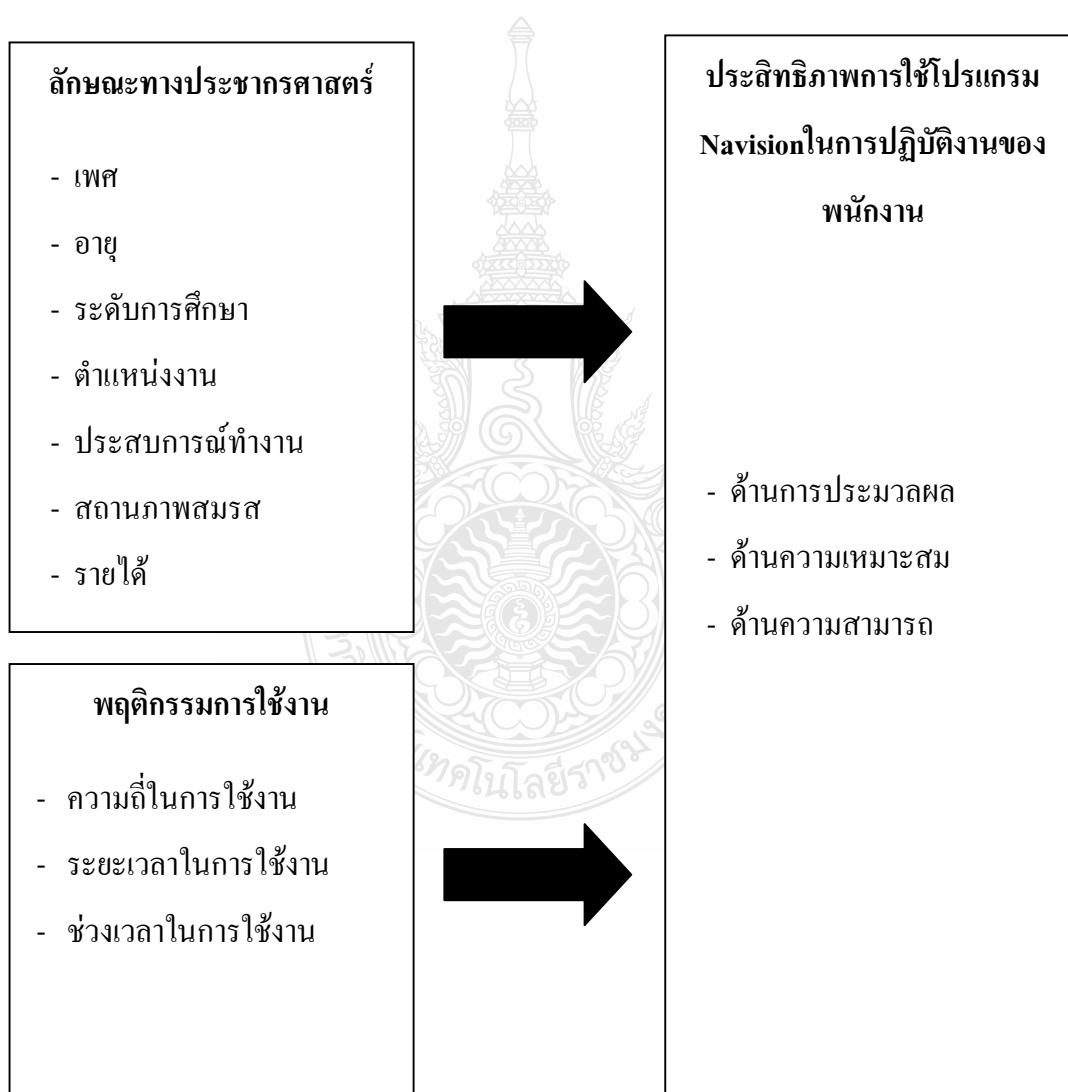 ลักษณะทางประชากรศาสตร์
- เพศ
- อายุ
- ระดับการศึกษา
- ตำแหน่งงาน
- ประสบการณ์ทำงาน
- สถานภาพสมรส
- รายได้
พฤติกรรมการใช้งาน
- ความถี่ในการใช้งาน
- ระยะเวลาในการใช้งาน
- ช่วงเวลาในการใช้งาน
ประสิทธิภาพการใช้โปรแกรม
Navisionในการปฏิบัติงานของ
พนักงาน
- ด้านการประมวลผล
- ด้านความเหมาะสม
- ด้านความสามารถ